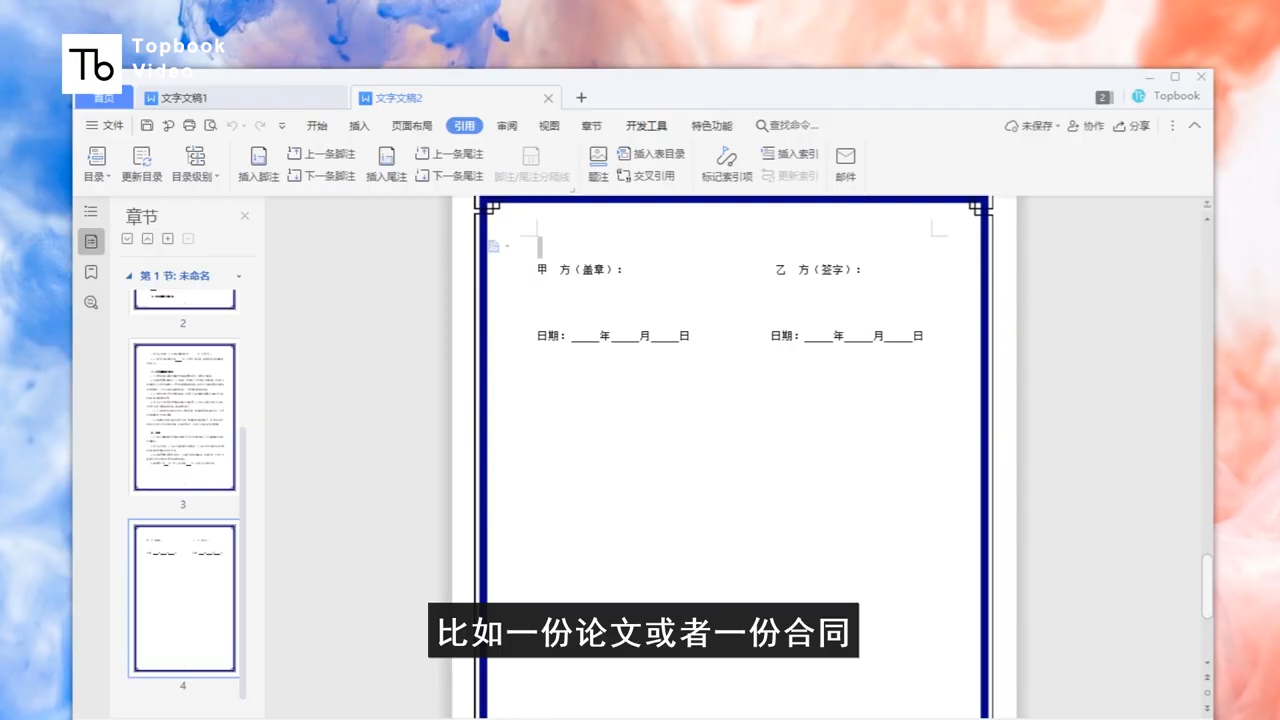 Tb
Topbook
Video
首页
文字文稿1
文字文稿2
2
Topbook
文件
开始
插入
页面布局
引用
审阅
视图
章节
开发工具
特色功能
查找命令...
未保存
协作
分享
目录
更新目录
目录级别
插入脚注
上一条脚注
下一条脚注
插入尾注
上一条尾注
下一条尾注
脚注/尾注分隔线
题注
插入表目录
交叉引用
标记索引项
插入索引
更新索引
邮件
章节
第 1 节: 未命名
2
3
4
甲 方（盖章）： 乙 方（签字）：
日期：_____年_____月_____日 日期：_____年_____月_____日
比如一份论文或者一份合同